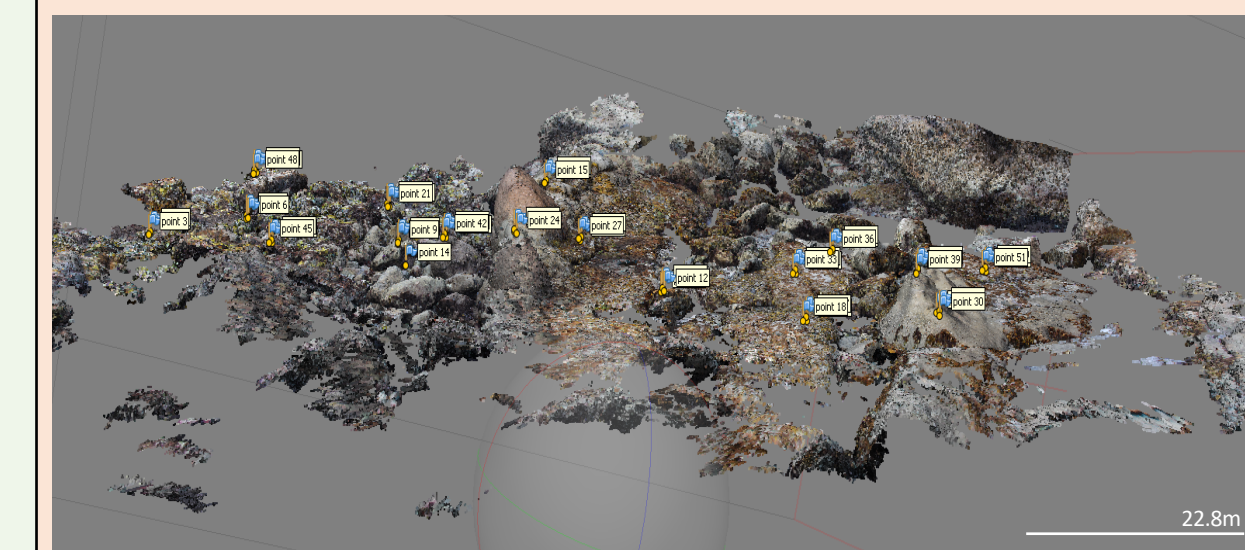 point 48
point 15
point 21
point 6
point 3
point 24
point 42
point 27
point 45
point 9
point 36
point 14
point 33
point 39
point 51
point 12
point 30
point 18
22.8m